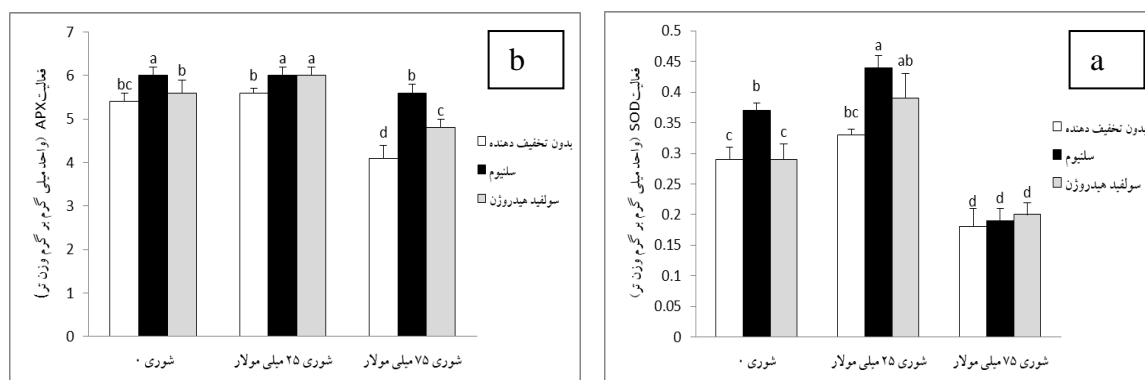 b
فعالیت APX (واحد میلی گرم بر گرم وزن تر)
7
6
5
4
3
2
1
0
bc
a
b
b
a
a
d
b
c
شوری ۰
شوری ۲۵ میلی مولار
شوری ۷۵ میلی مولار
بدون تخفیف دهنده
سلنیوم
سولفید هیدروژن
a
فعالیت SOD (واحد میلی گرم بر گرم وزن تر)
0.5
0.45
0.4
0.35
0.3
0.25
0.2
0.15
0.1
0.05
0
c
b
c
bc
a
ab
d
d
d
شوری ۰
شوری ۲۵ میلی مولار
شوری ۷۵ میلی مولار
بدون تخفیف دهنده
سلنیوم
سولفید هیدروژن